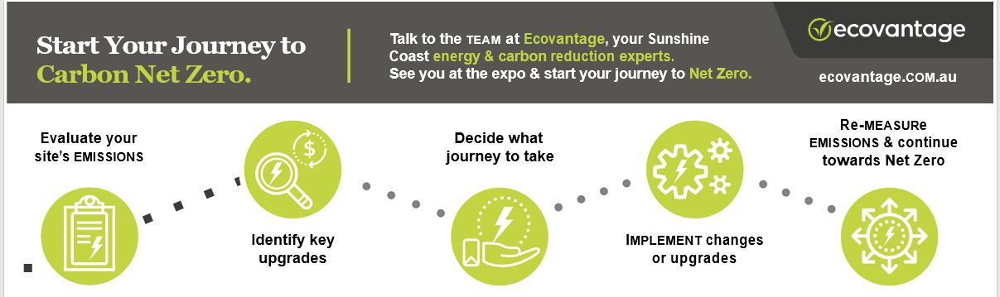 Start Your Journey to
Carbon Net Zero.
Talk to the TEAM at Ecovantage, your Sunshine
Coast energy & carbon reduction experts.
See you at the expo & start your journey to Net Zero.
ecovantage
ecovantage.COM.au
Evaluate your
site's EMISSIONS
$
Identify key
upgrades
Decide what
journey to take
IMPLEMENT changes
or upgrades
Re-MEASURe
EMISSIONS & continue
towards Net Zero